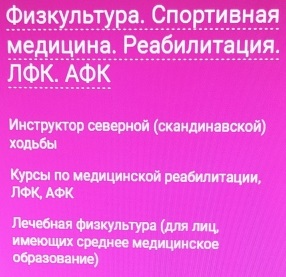 Физкультура. Спортивная
медицина. Реабилитация.
ЛФК. АФК
Инструктор северной (скандинавской)
ходьбы
Курсы по медицинской реабилитации,
ЛФК, АФК
Лечебная физкультура (для лиц,
имеющих среднее медицинское
образование)